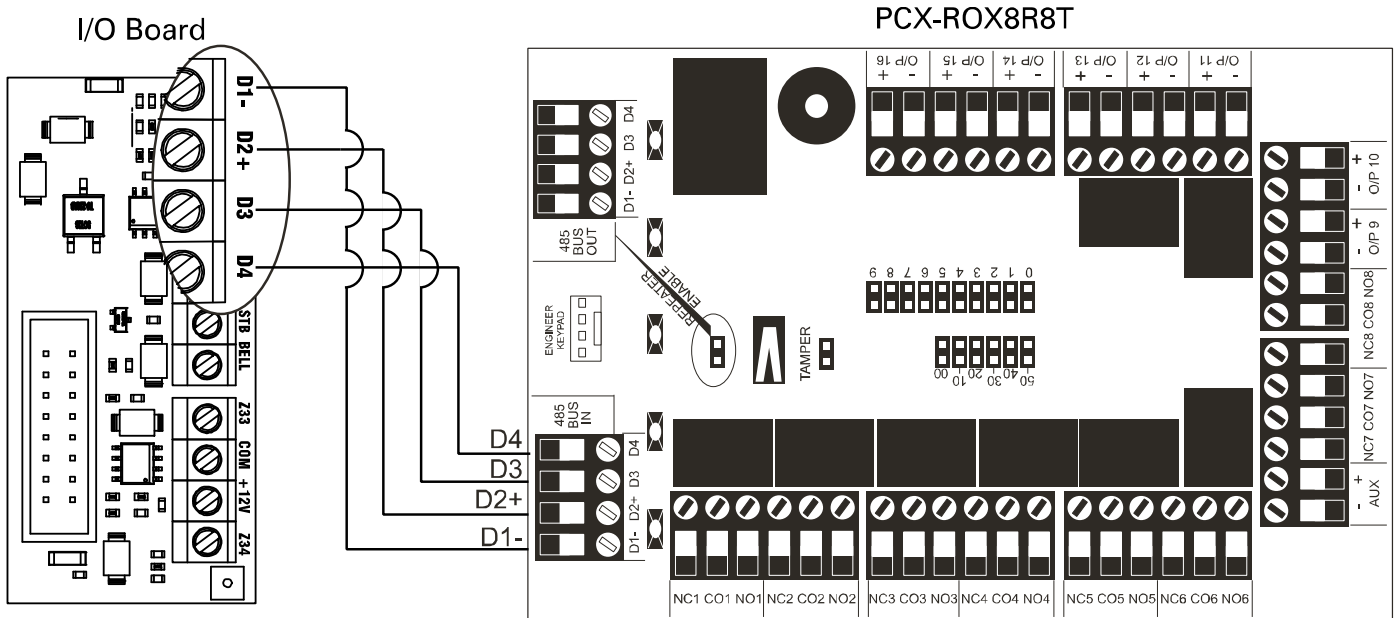 I/O Board
PCX-ROX8R8T
D1-
D2+
D3
D4
STB
BELL
Z33
COM
+12V
Z34
D4
D3
D2+
D1-
D4
D3
D2+
D1-
485
BUS
OUT
REPEATER
ENABLE
ENGINEER
KEYPAD
TAMPER
485
BUS
IN
D4
D3
D2+
D1-
O/P 16
+ -
O/P 15
+ -
O/P 14
+ -
O/P 13
+ -
O/P 12
+ -
O/P 11
+ -
9 8 7 6 5 4 3 2 1 0
00 10- 20- 30- 40- 50-
+
-
O/P 10
+
-
O/P 9
NC8 CO8 NO8
NC7 CO7 NO7
+
-
AUX
NC1 CO1 NO1 NC2 CO2 NO2
NC3 CO3 NO3 NC4 CO4 NO4
NC5 CO5 NO5 NC6 CO6 NO6